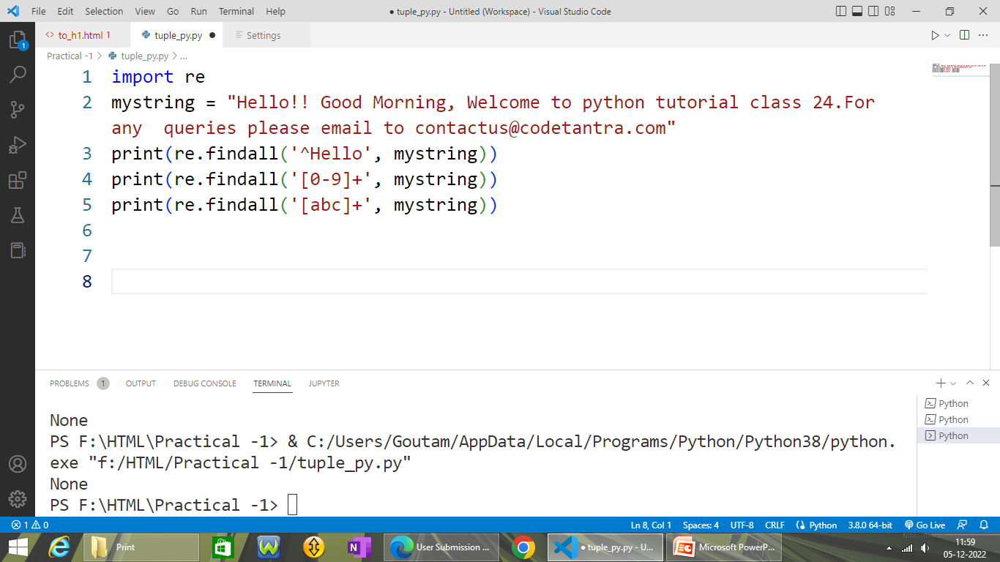 File Edit Selection View Go Run Terminal Help
● tuple_py.py - Untitled (Workspace) - Visual Studio Code
<> to_h1.html 1
tuple_py.py ●
Settings
Practical -1 > tuple_py.py > ...
1 import re
2 mystring = "Hello!! Good Morning, Welcome to python tutorial class 24.For
any  queries please email to contactus@codetantra.com"
3 print(re.findall('^Hello', mystring))
4 print(re.findall('[0-9]+', mystring))
5 print(re.findall('[abc]+', mystring))
6
7
8
1
PROBLEMS 1 OUTPUT DEBUG CONSOLE TERMINAL JUPYTER
None
PS F:\HTML\Practical -1> & C:/Users/Goutam/AppData/Local/Programs/Python/Python38/python.
exe "f:/HTML/Practical -1/tuple_py.py"
None
PS F:\HTML\Practical -1>
Python
Python
Python
1 0
Ln 8, Col 1 Spaces: 4 UTF-8 CRLF Python 3.8.0 64-bit Go Live
Print
User Submission ...
● tuple_py.py - U...
Microsoft PowerP...
11:59
05-12-2022